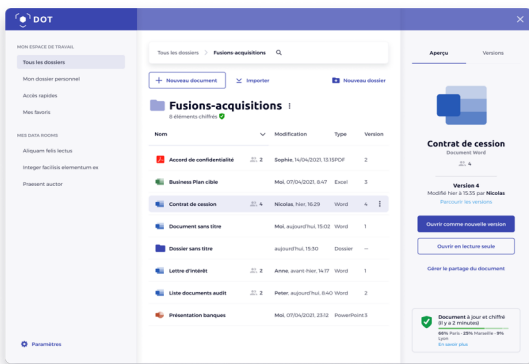 DOT
MON ESPACE DE TRAVAIL
Tous les dossiers
Mon dossier personnel
Accès rapides
Mes favoris
MES DATA ROOMS
Aliquam felis lectus
Integer facilisis elementum ex
Praesent auctor
Paramètres
Tous les dossiers > Fusions-acquisitions
+ Nouveau document
Importer
Nouveau dossier
Fusions-acquisitions
8 éléments chiffrés
Nom Modification Type Version
Accord de confidentialité 2 Sophie, 14/04/2021, 13:15 PDF 2
Business Plan cible Moi, 07/04/2021, 8:47 Excel 3
Contrat de cession 4 Nicolas, hier, 16:29 Word 4
Document sans titre Moi, aujourd'hui, 15:02 Word 1
Dossier sans titre aujourd'hui, 15:30 Dossier --
Lettre d'intérêt 2 Anne, avant-hier, 14:17 Word 1
Liste documents audit 2 Peter, aujourd'hui, 8:40 Word 2
Présentation banques Moi, 07/04/2021, 23:12 PowerPoint 3
Aperçu Versions
Contrat de cession
Document Word
4
Version 4
Modifié hier à 15:35 par Nicolas
Parcourir les versions
Ouvrir comme nouvelle version
Ouvrir en lecture seule
Gérer le partage du document
Document à jour et chiffré
(Il y a 2 minutes)
66% Paris - 25% Marseille - 9%
Lyon
En savoir plus